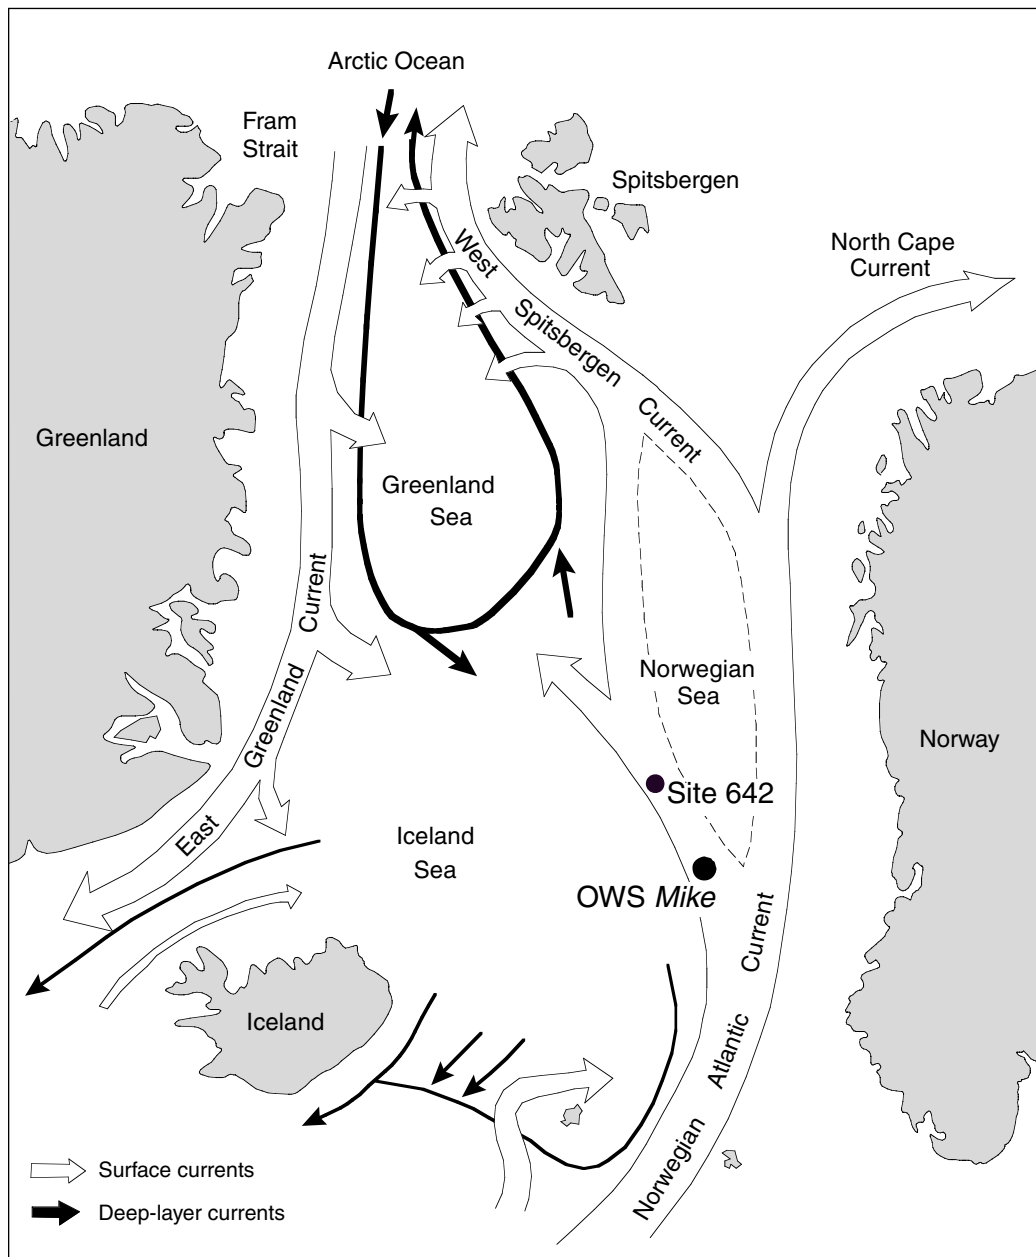 Arctic Ocean
Fram
Strait
Spitsbergen
North Cape
Current
West Spitsbergen Current
Greenland
Greenland
Sea
East Greenland Current
Norwegian
Sea
Norway
Site 642
Iceland
Sea
OWS Mike
Norwegian Atlantic Current
Iceland
Surface currents
Deep-layer currents